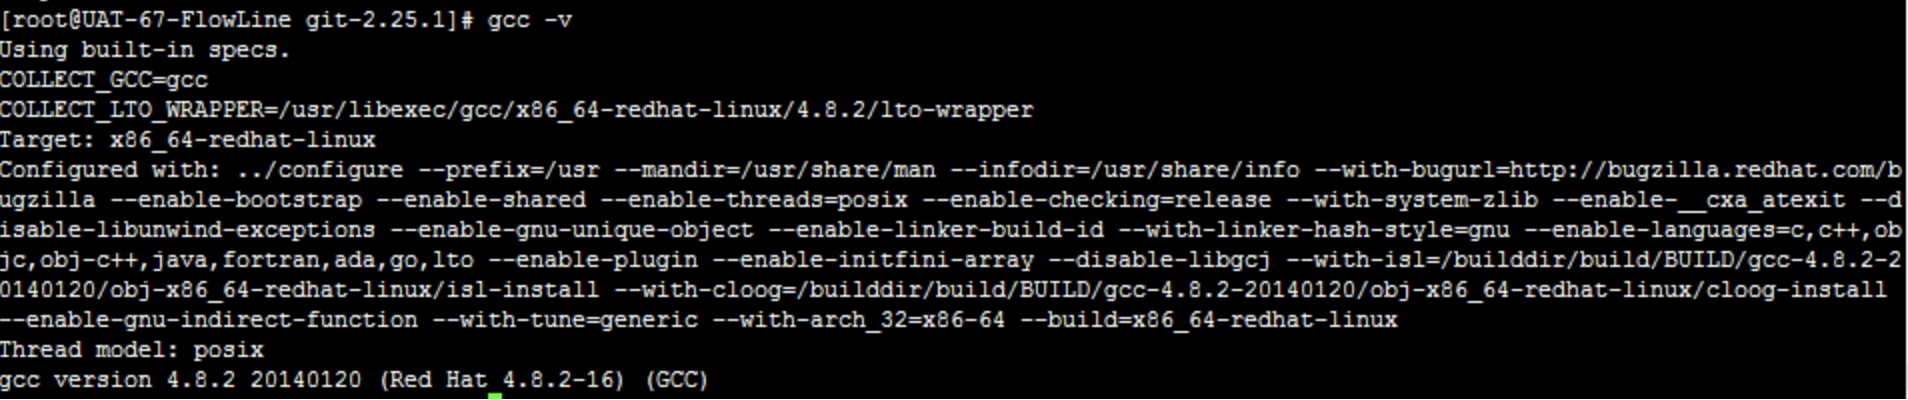 [root@UAT-67-FlowLine git-2.25.1]# gcc -v
Using built-in specs.
COLLECT_GCC=gcc
COLLECT_LTO_WRAPPER=/usr/libexec/gcc/x86_64-redhat-linux/4.8.2/lto-wrapper
Target: x86_64-redhat-linux
Configured with: ../configure --prefix=/usr --mandir=/usr/share/man --infodir=/usr/share/info --with-bugurl=http://bugzilla.redhat.com/b
ugzilla --enable-bootstrap --enable-shared --enable-threads=posix --enable-checking=release --with-system-zlib --enable-__cxa_atexit --d
isable-libunwind-exceptions --enable-gnu-unique-object --enable-linker-build-id --with-linker-hash-style=gnu --enable-languages=c,c++,ob
jc,obj-c++,java,fortran,ada,go,lto --enable-plugin --enable-initfini-array --disable-libgcj --with-isl=/builddir/build/BUILD/gcc-4.8.2-2
0140120/obj-x86_64-redhat-linux/isl-install --with-cloog=/builddir/build/BUILD/gcc-4.8.2-20140120/obj-x86_64-redhat-linux/cloog-install
--enable-gnu-indirect-function --with-tune=generic --with-arch_32=x86-64 --build=x86_64-redhat-linux
Thread model: posix
gcc version 4.8.2 20140120 (Red Hat 4.8.2-16) (GCC)